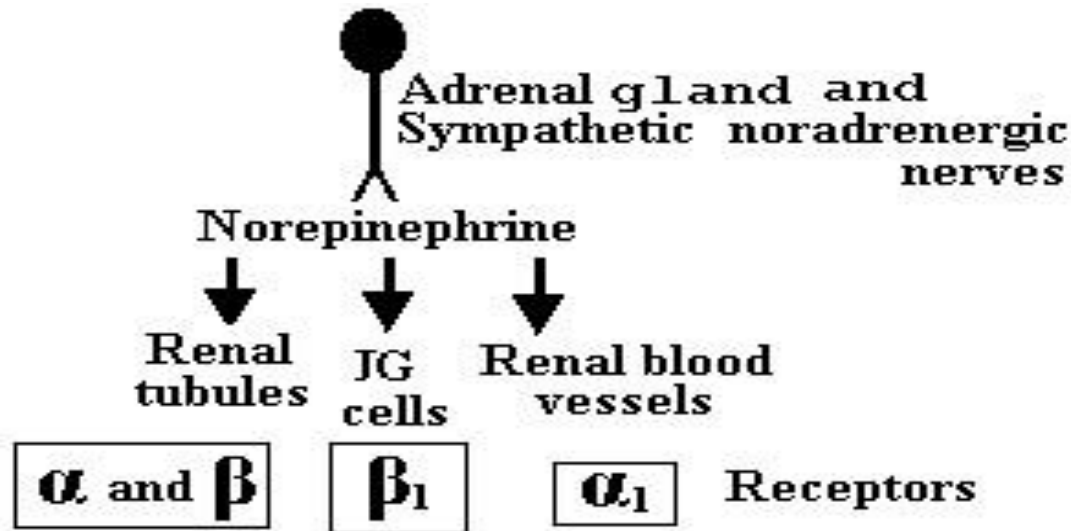 Adrenal gland and
Sympathetic noradrenergic
nerves
Norepinephrine
Renal
tubules
JG
cells
Renal blood
vessels
α and β
β1
α1
Receptors